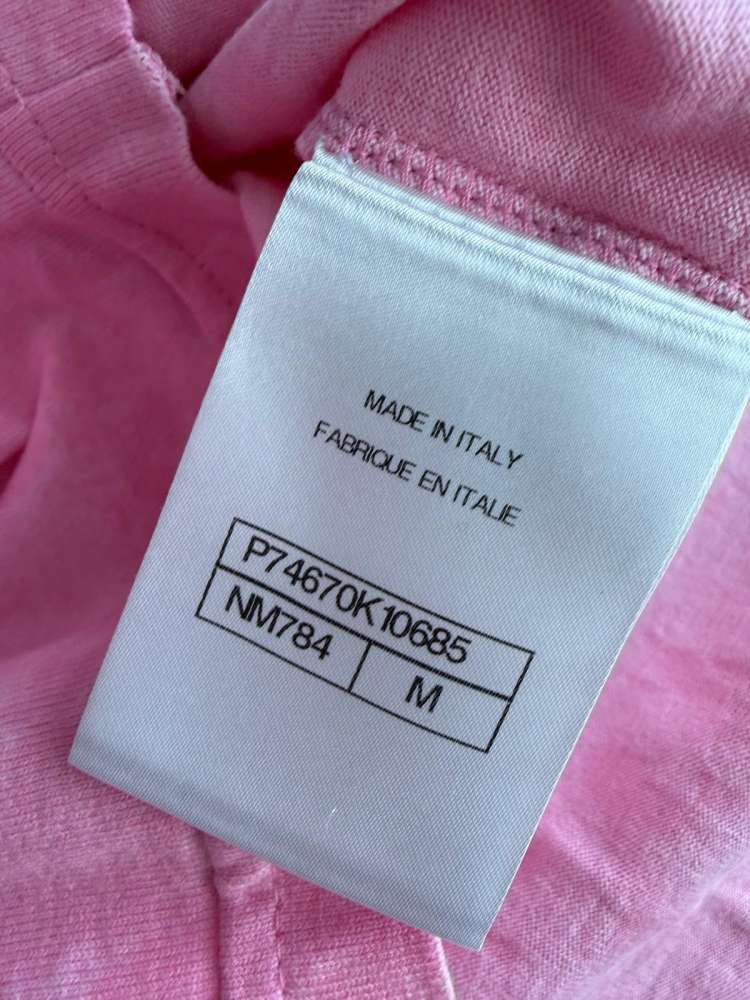 MADE IN ITALY
FABRIQUE EN ITALIE
P74670K10685
NM784 M